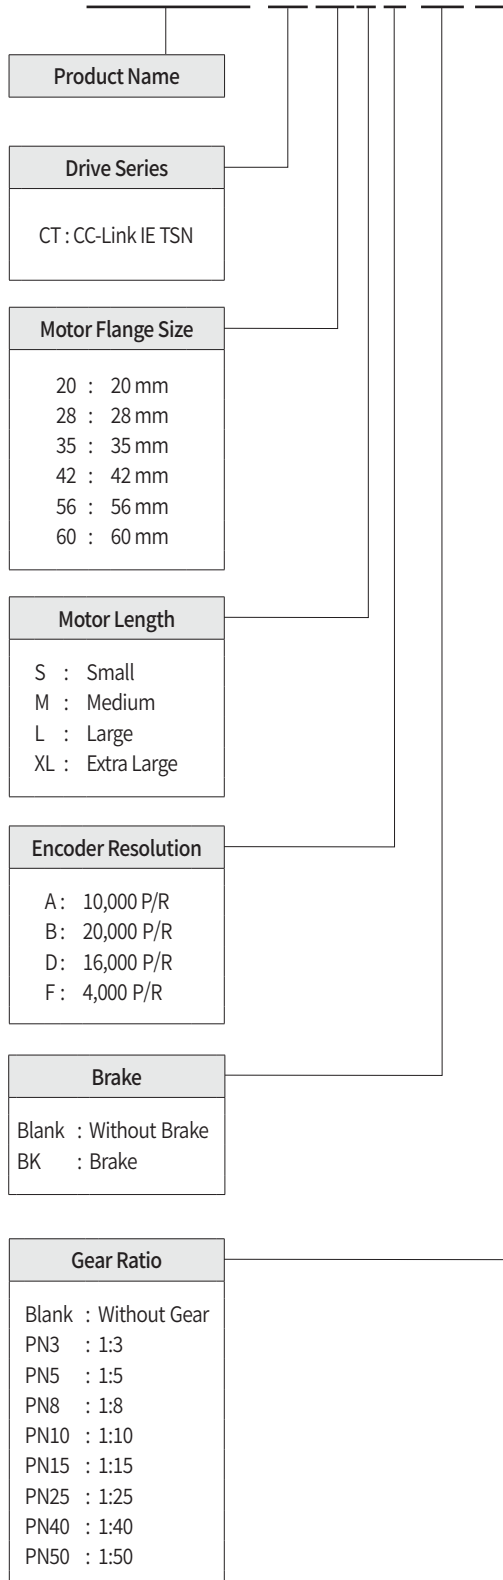 Product Name
Drive Series
CT : CC-Link IE TSN
Motor Flange Size
20 : 20 mm
28 : 28 mm
35 : 35 mm
42 : 42 mm
56 : 56 mm
60 : 60 mm
Motor Length
S : Small
M : Medium
L : Large
XL : Extra Large
Encoder Resolution
A : 10,000 P/R
B : 20,000 P/R
D : 16,000 P/R
F : 4,000 P/R
Brake
Blank : Without Brake
BK : Brake
Gear Ratio
Blank : Without Gear
PN3 : 1:3
PN5 : 1:5
PN8 : 1:8
PN10 : 1:10
PN15 : 1:15
PN25 : 1:25
PN40 : 1:40
PN50 : 1:50